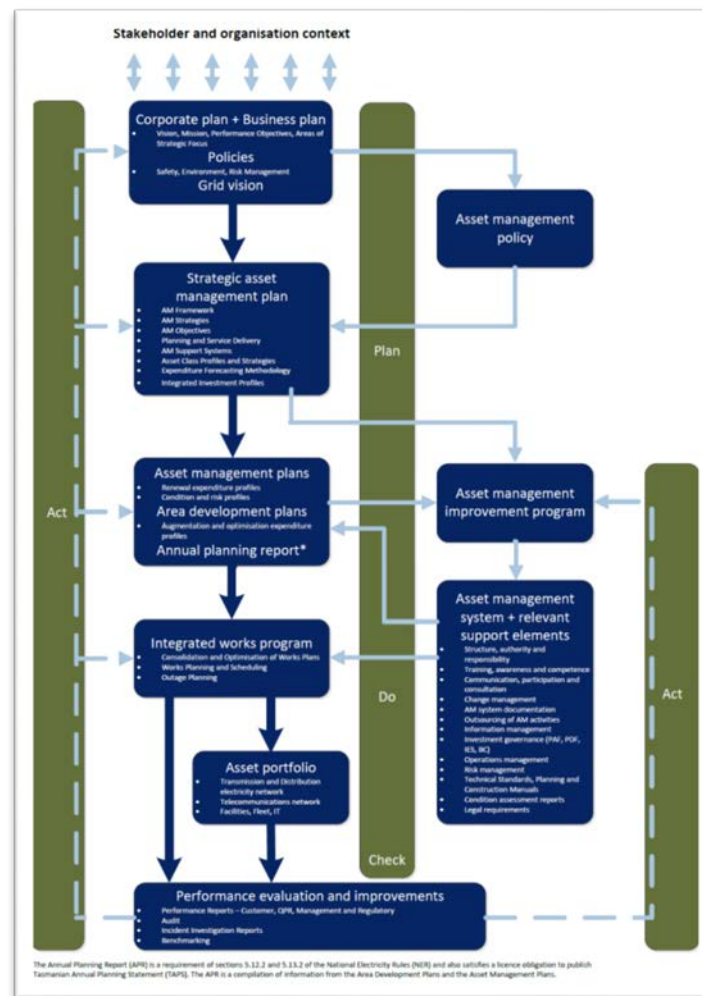 Stakeholder and organisation context
Corporate plan + Business plan
Vision, Mission, Performance Objectives, Areas of
Strategic Focus
Policies
Safety, Environment, Risk Management
Grid vision
Asset management
policy
Strategic asset
management plan
AM Framework
AM Strategies
AM Objectives
Planning and Service Delivery
AM Support Systems
Asset Class Profiles and Strategies
Expenditure Forecasting Methodology
Integrated Investment Profiles
Plan
Asset management plans
Renewal expenditure profiles
Condition and risk profiles
Area development plans
Augmentation and optimisation expenditure
profiles
Annual planning report*
Asset management
improvement program
Act
Asset management
system + relevant
support elements
Structure, authority and
responsibility
Training, awareness and competence
Communication, participation and
consultation
Change management
AM system documentation
Outsourcing of AM activities
Information management
Investment governance (PAF, POF,
IES, BC)
Operations management
Risk management
Technical Standards, Planning and
Construction Manuals
Condition assessment reports
Legal requirements
Integrated works program
Consolidation and Optimisation of Works Plans
Works Planning and Scheduling
Outage Planning
Do
Act
Asset portfolio
Transmission and Distribution
electricity network
Telecommunications network
Facilities, Fleet, IT
Check
Performance evaluation and improvements
Performance Reports – Customer, QPR, Management and Regulatory
Audit
Incident Investigation Reports
Benchmarking
The Annual Planning Report (APR) is a requirement of sections 5.12.2 and 5.13.2 of the National Electricity Rules (NER) and also satisfies a licence obligation to publish
Tasmanian Annual Planning Statement (TAPS). The APR is a compilation of information from the Area Development Plans and the Asset Management Plans.